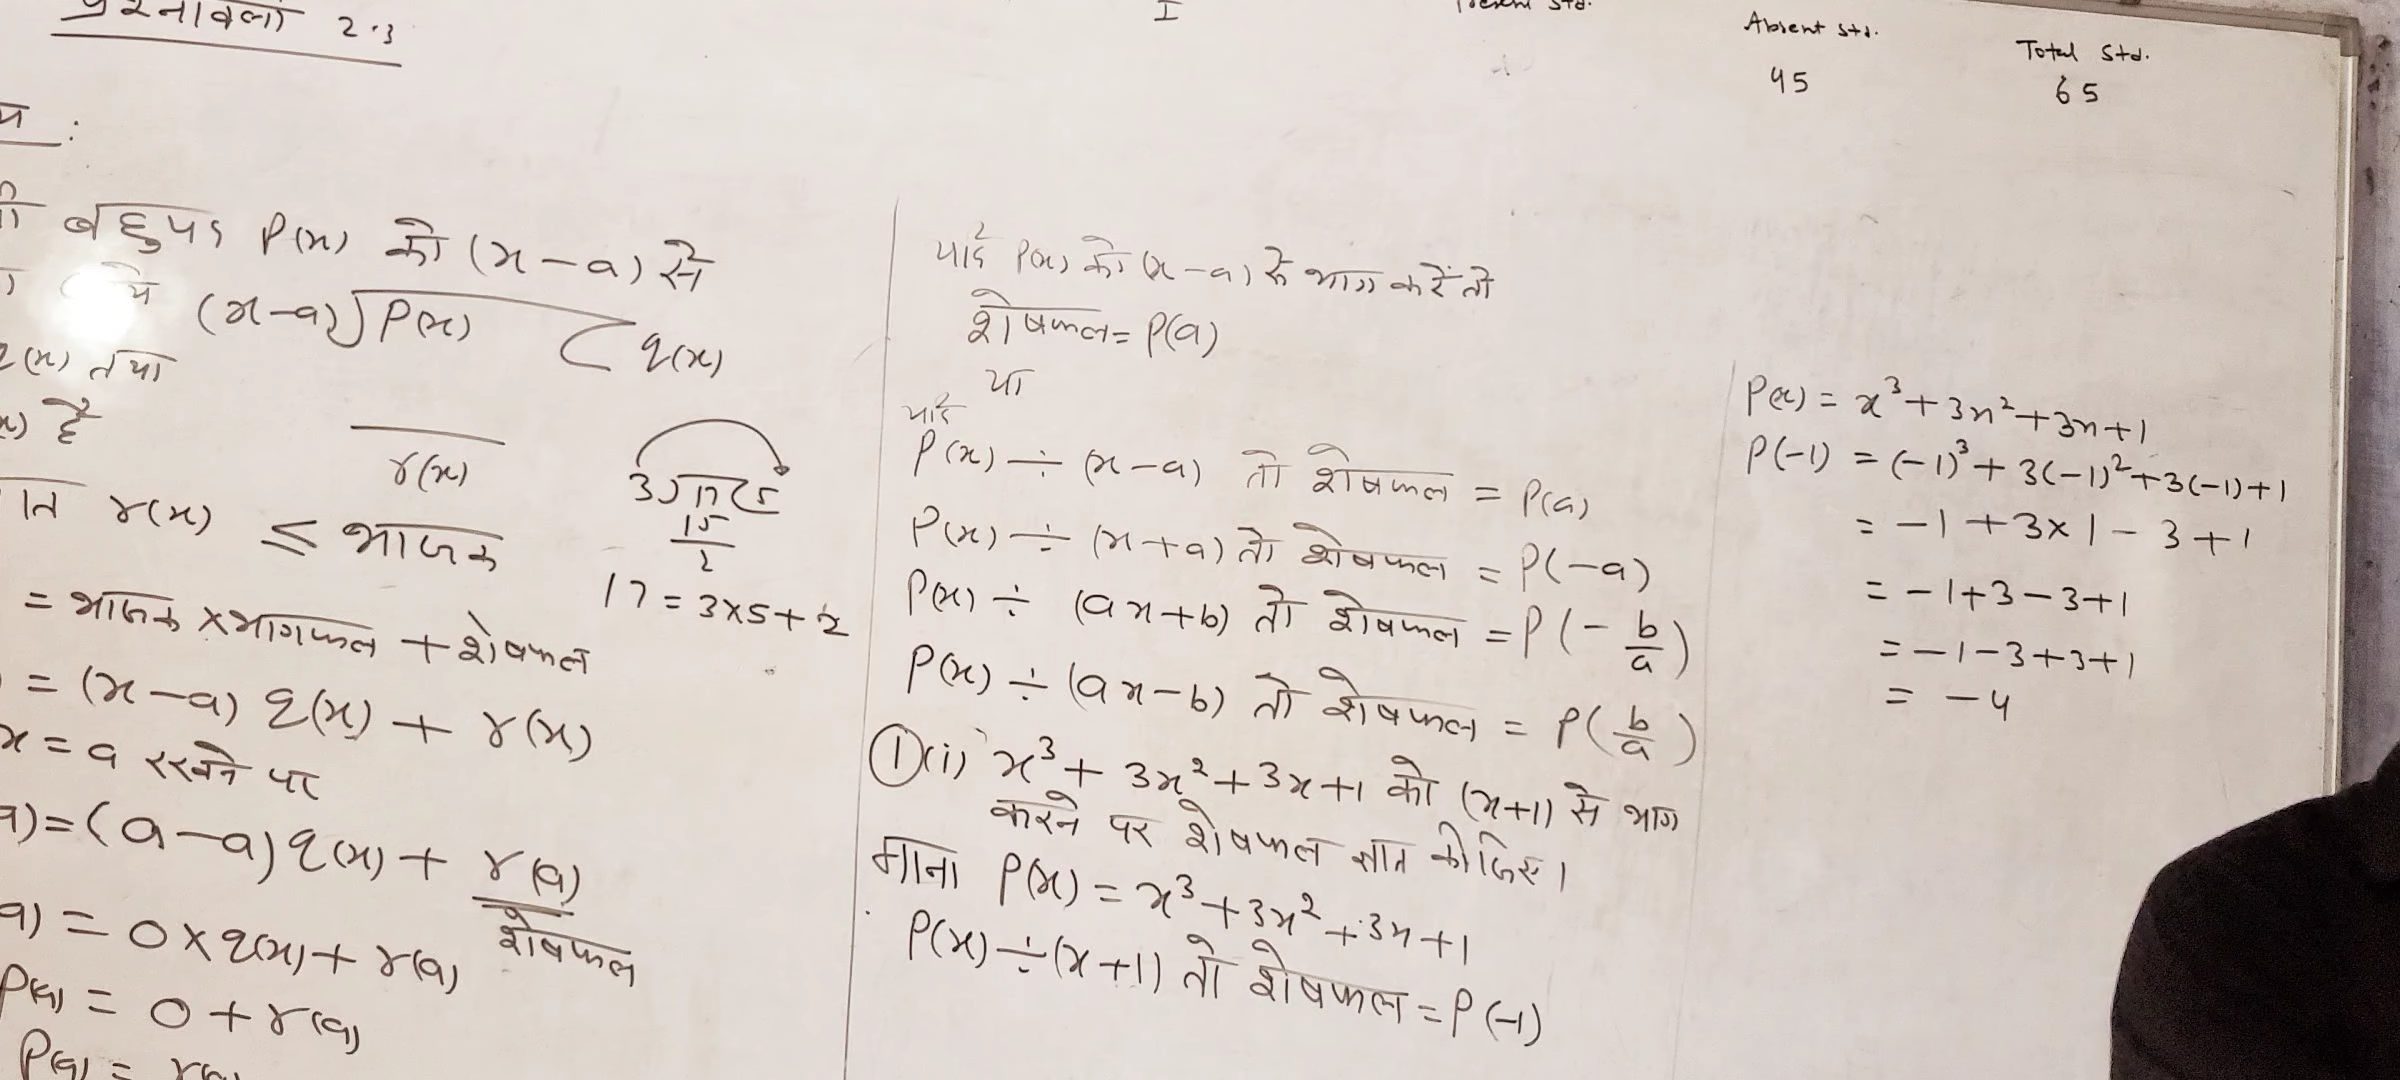 प्रश्नावली 2.3
I
Absent Std.
45
Total Std.
65
बहुपद P(x) को (x-a) से
(x-a) P(x) q(x)
q(x) तथा
है
r(x)
r(x) ≤ भाजक
3 17 5
15
2
17 = 3x5+2
= भाजक x भागफल + शेषफल
= (x-a) q(x) + r(x)
x = a रखने पर
a) = (a-a) q(x) + r(a)
शेषफल
a) = 0 x q(x) + r(a)
P(a) = 0 + r(a)
P(a) = r(a)
यदि P(x) को (x-a) से भाग करें तो
शेषफल = P(a)
या
यदि
P(x) ÷ (x-a) तो शेषफल = P(a)
P(x) ÷ (x+a) तो शेषफल = P(-a)
P(x) ÷ (ax+b) तो शेषफल = P(-b/a)
P(x) ÷ (ax-b) तो शेषफल = P(b/a)
①(i) x³ + 3x² + 3x + 1 को (x+1) से भाग
करने पर शेषफल ज्ञात कीजिए।
माना P(x) = x³ + 3x² + 3x + 1
P(x) ÷ (x+1) तो शेषफल = P(-1)
P(x) = x³ + 3x² + 3x + 1
P(-1) = (-1)³ + 3(-1)² + 3(-1) + 1
= -1 + 3x1 - 3 + 1
= -1+3-3+1
= -1-3+3+1
= -4